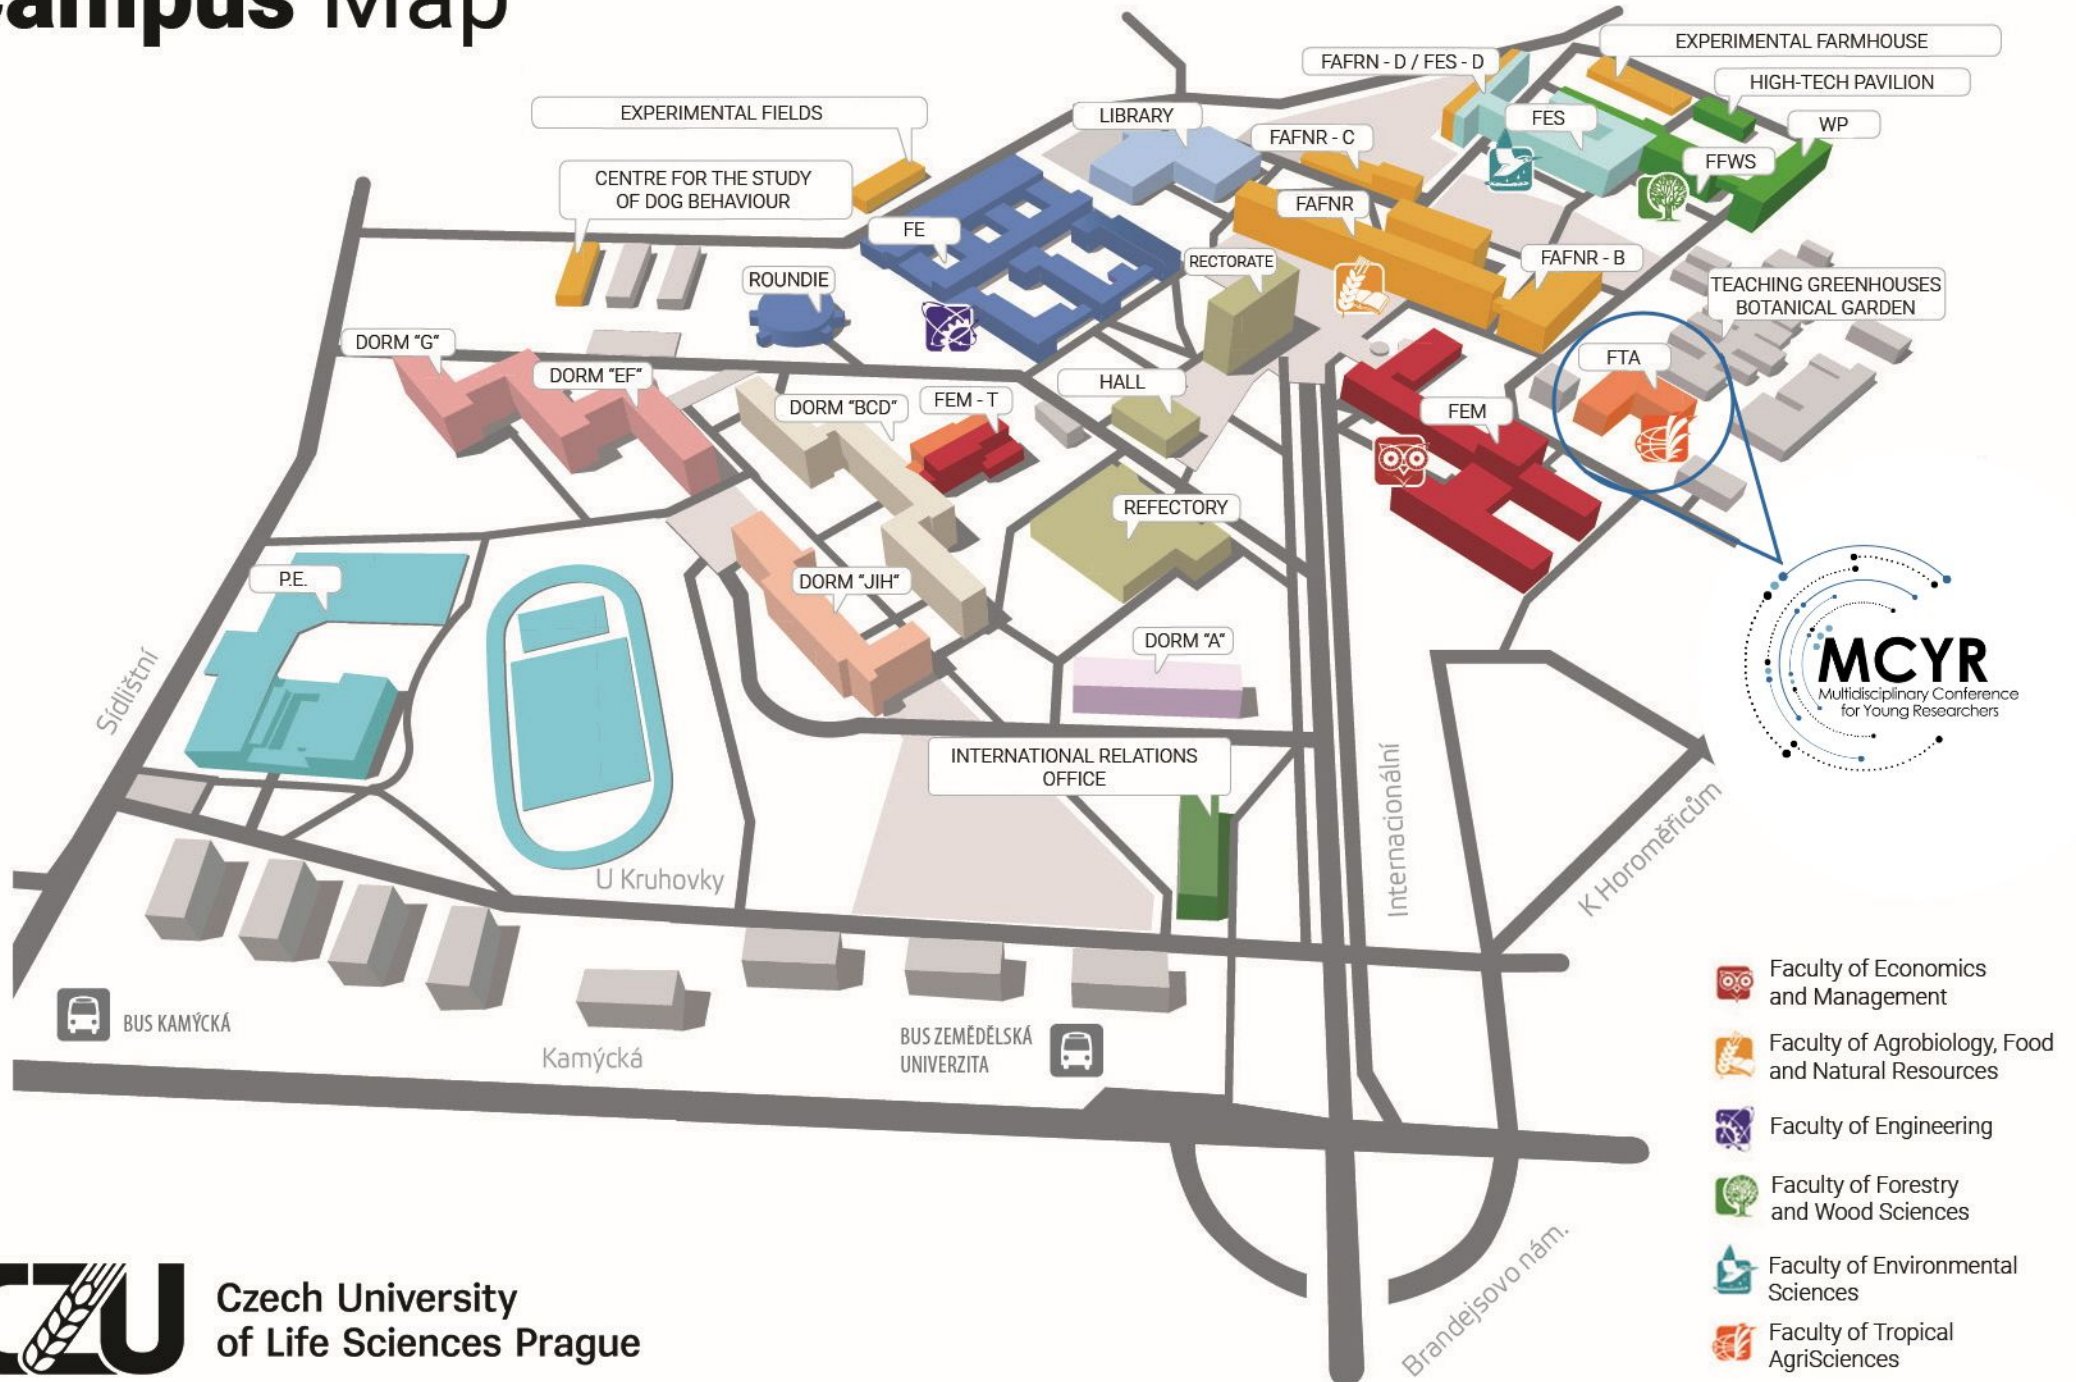 Campus Map
EXPERIMENTAL FARMHOUSE
FAFRN - D / FES - D
HIGH-TECH PAVILION
EXPERIMENTAL FIELDS
LIBRARY
FES
WP
FAFNR - C
FFWS
CENTRE FOR THE STUDY
OF DOG BEHAVIOUR
FAFNR
FE
RECTORATE
FAFNR - B
ROUNDIE
TEACHING GREENHOUSES
BOTANICAL GARDEN
DORM "G"
FTA
DORM "EF"
HALL
DORM "BCD"
FEM - T
FEM
REFECTORY
P.E.
DORM "JIH"
DORM "A"
MCYR
Multidisciplinary Conference
for Young Researchers
Sídlištní
INTERNATIONAL RELATIONS
OFFICE
Internacionální
K Horoměřicům
U Kruhovky
BUS KAMÝCKÁ
Kamýcká
BUS ZEMĚDĚLSKÁ
UNIVERZITA
Brandejsovo nám.
Faculty of Economics
and Management
Faculty of Agrobiology, Food
and Natural Resources
Faculty of Engineering
Faculty of Forestry
and Wood Sciences
Faculty of Environmental
Sciences
Faculty of Tropical
AgriSciences
CZU
Czech University
of Life Sciences Prague